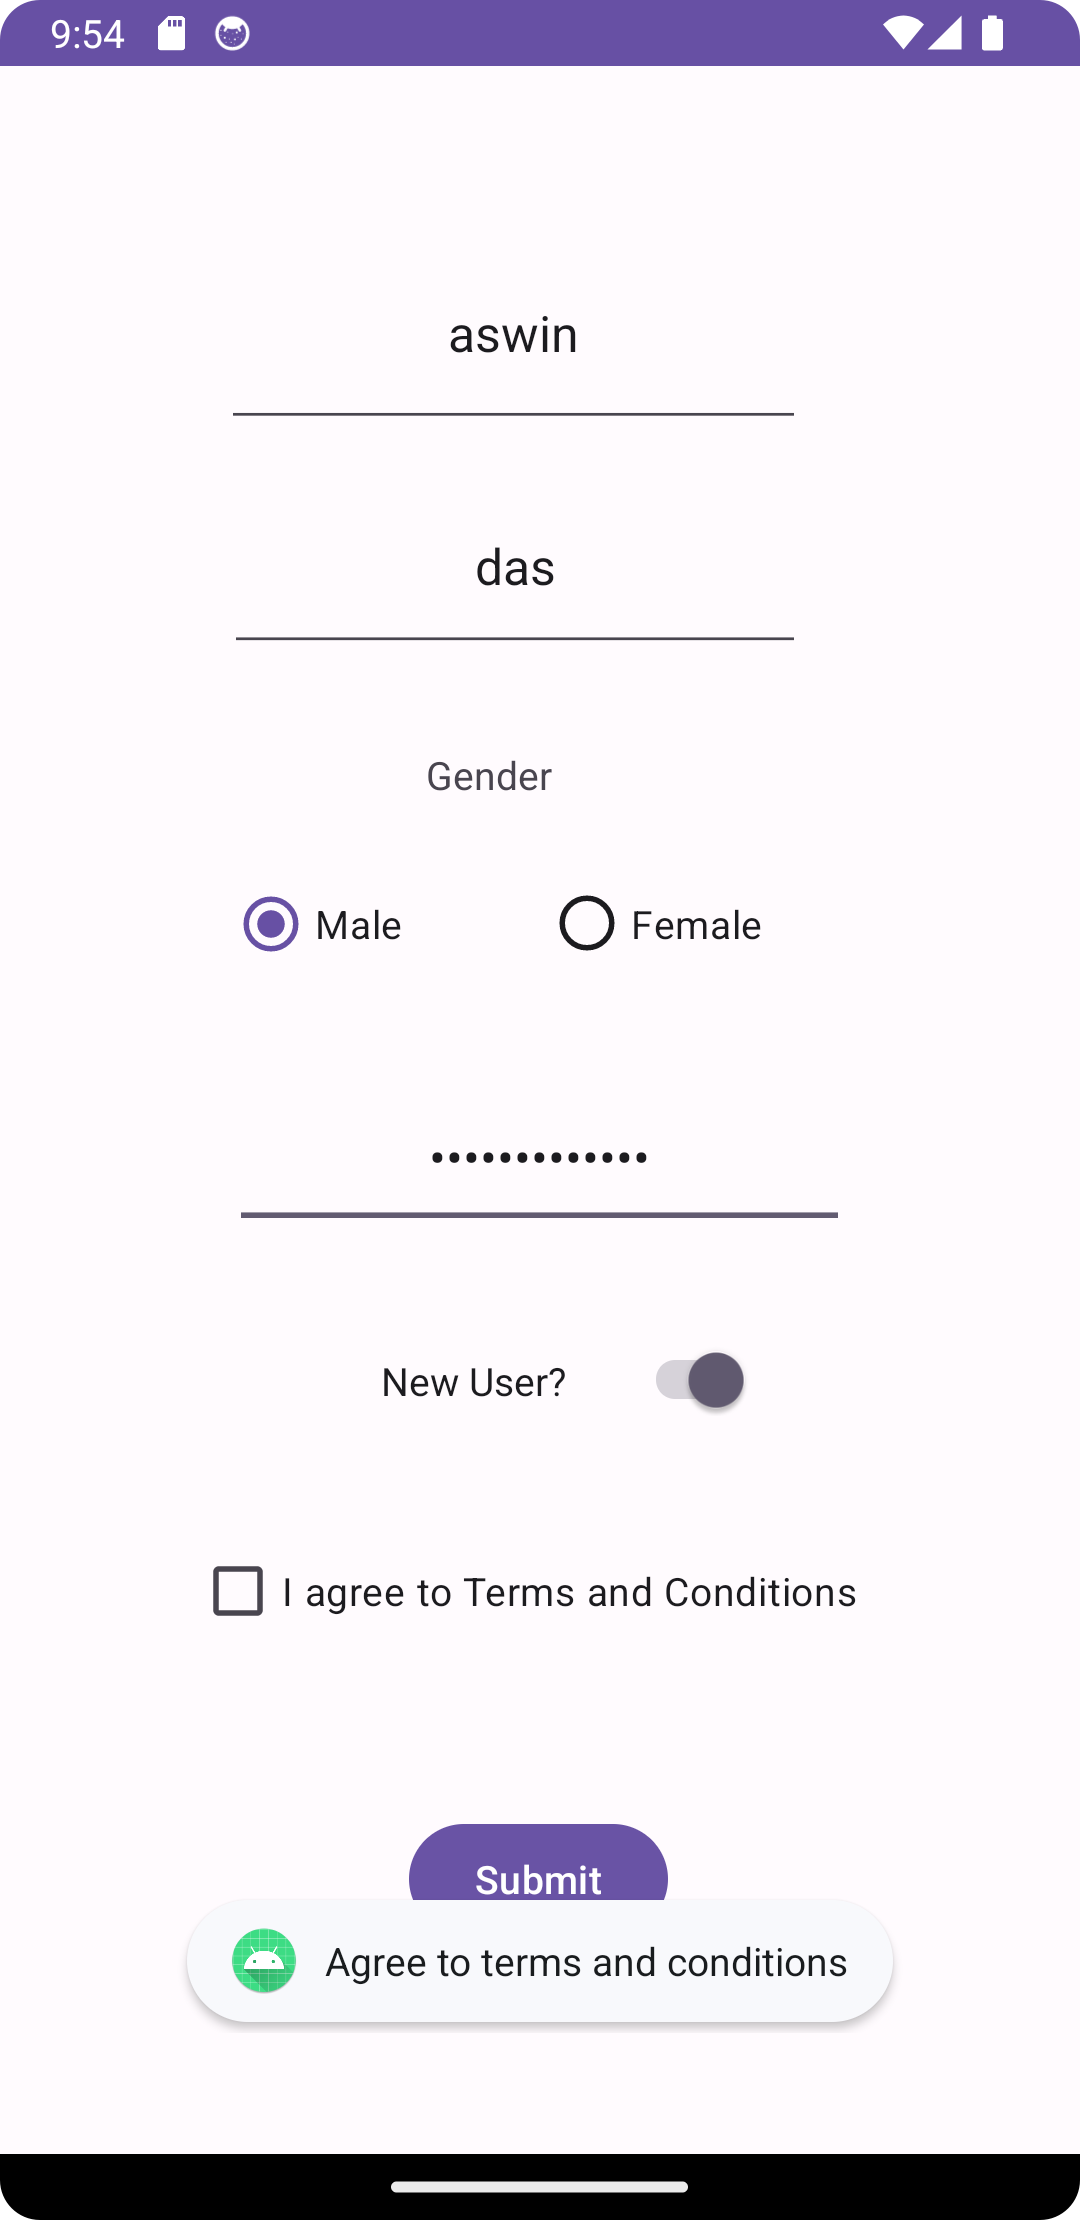 9:54
aswin
das
Gender
Male Female
•••••••••••••
New User?
I agree to Terms and Conditions
Submit
Agree to terms and conditions